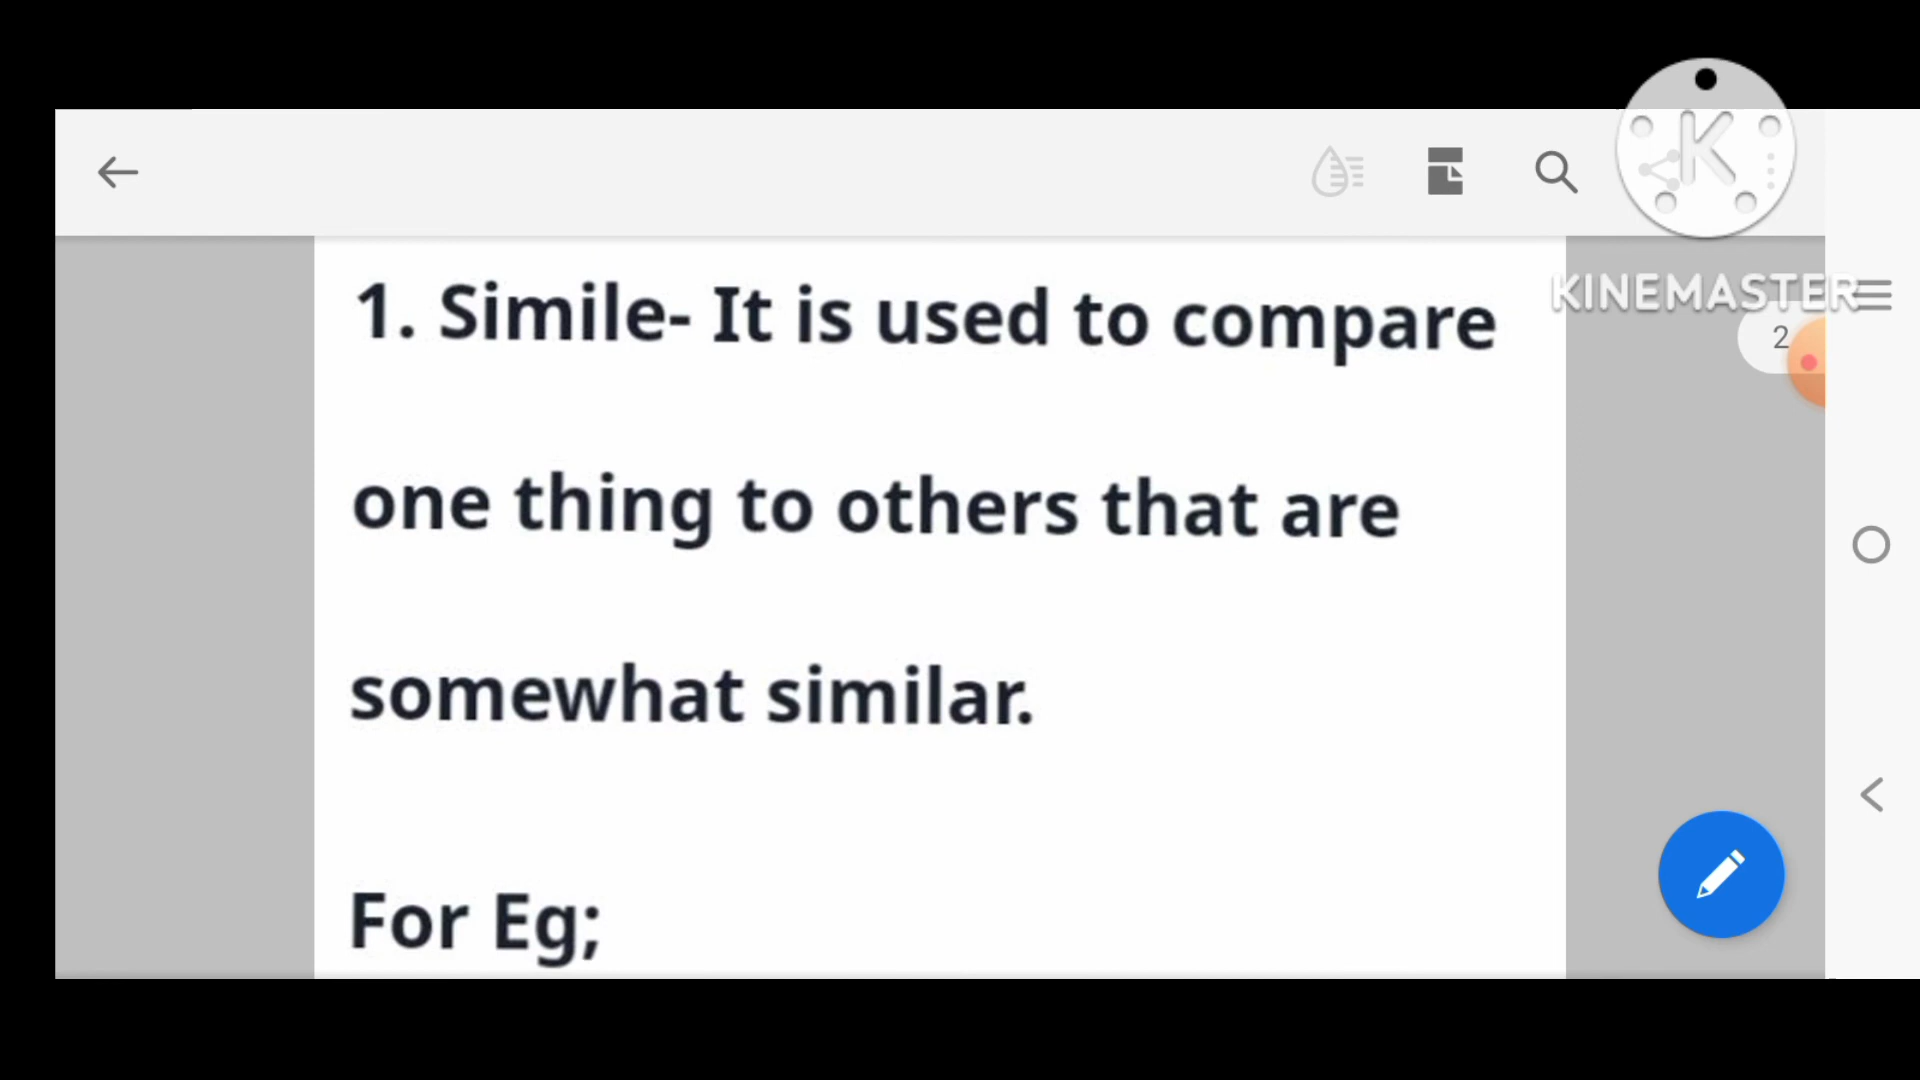 K
KINEMASTER
2
1. Simile- It is used to compare
one thing to others that are
somewhat similar.
For Eg;